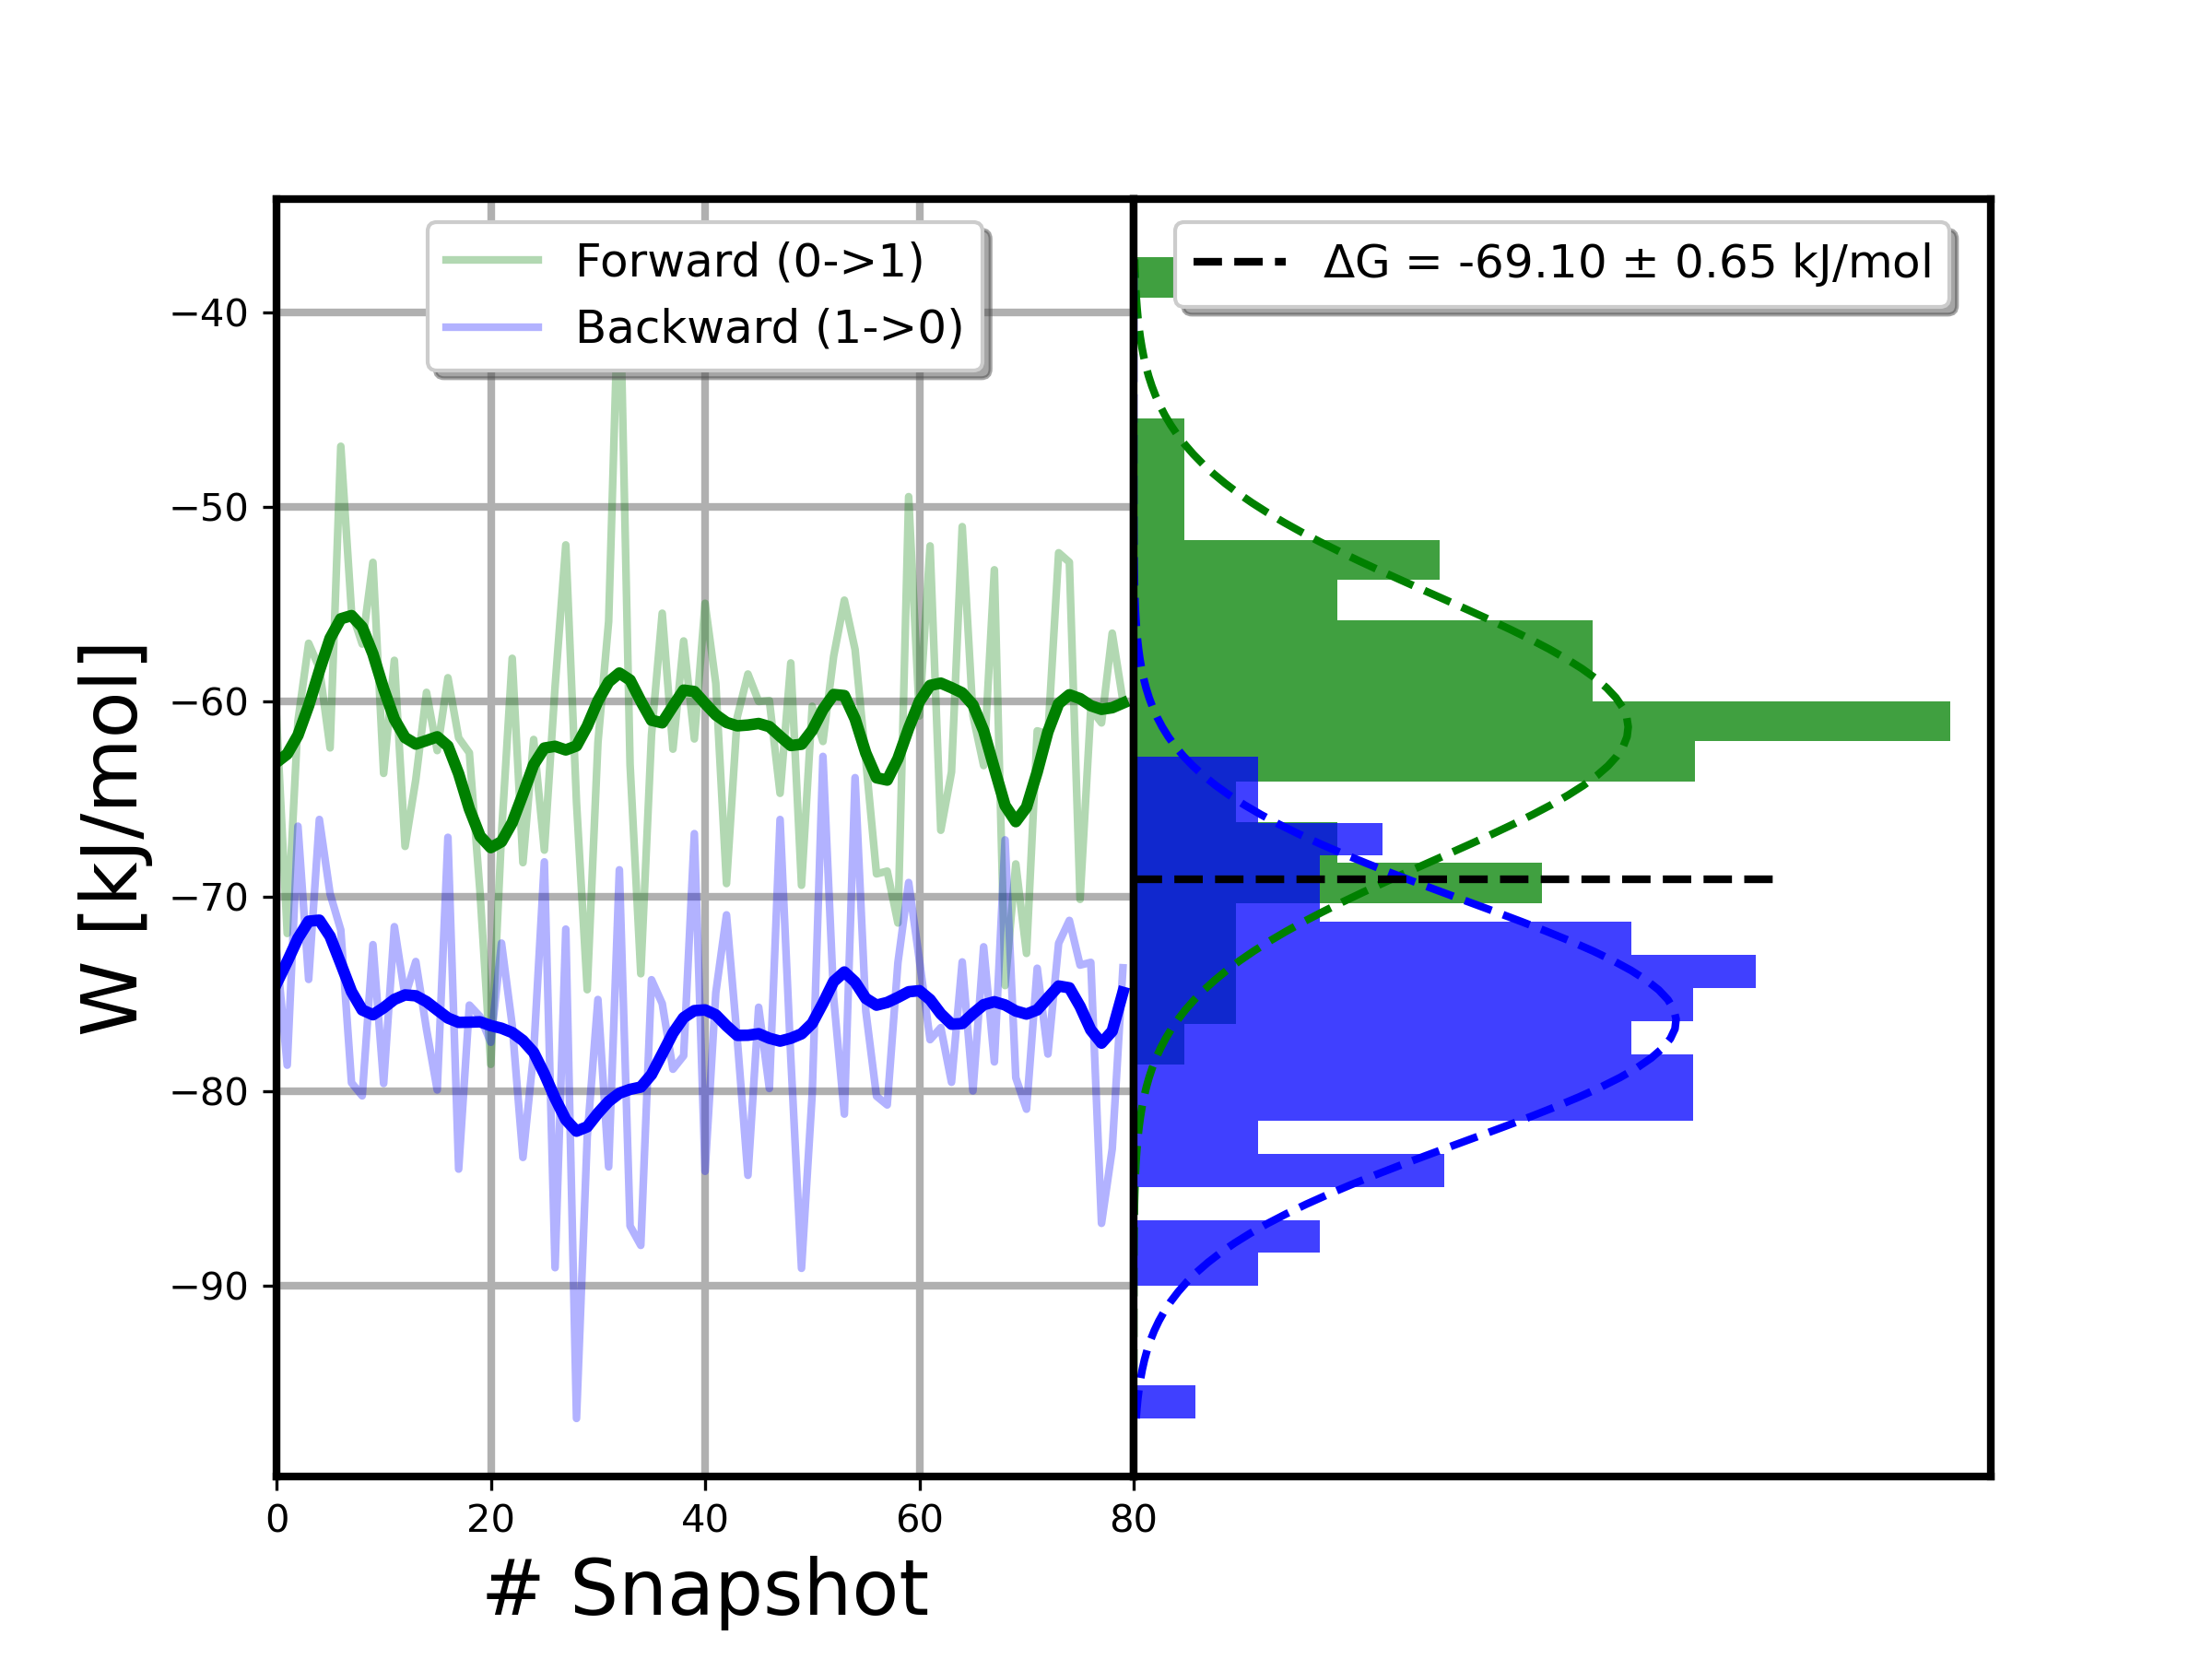 Forward (0->1)
Backward (1->0)
ΔG = -69.10 ± 0.65 kJ/mol
W [kJ/mol]
−40
−50
−60
−70
−80
−90
0 20 40 60 80
# Snapshot